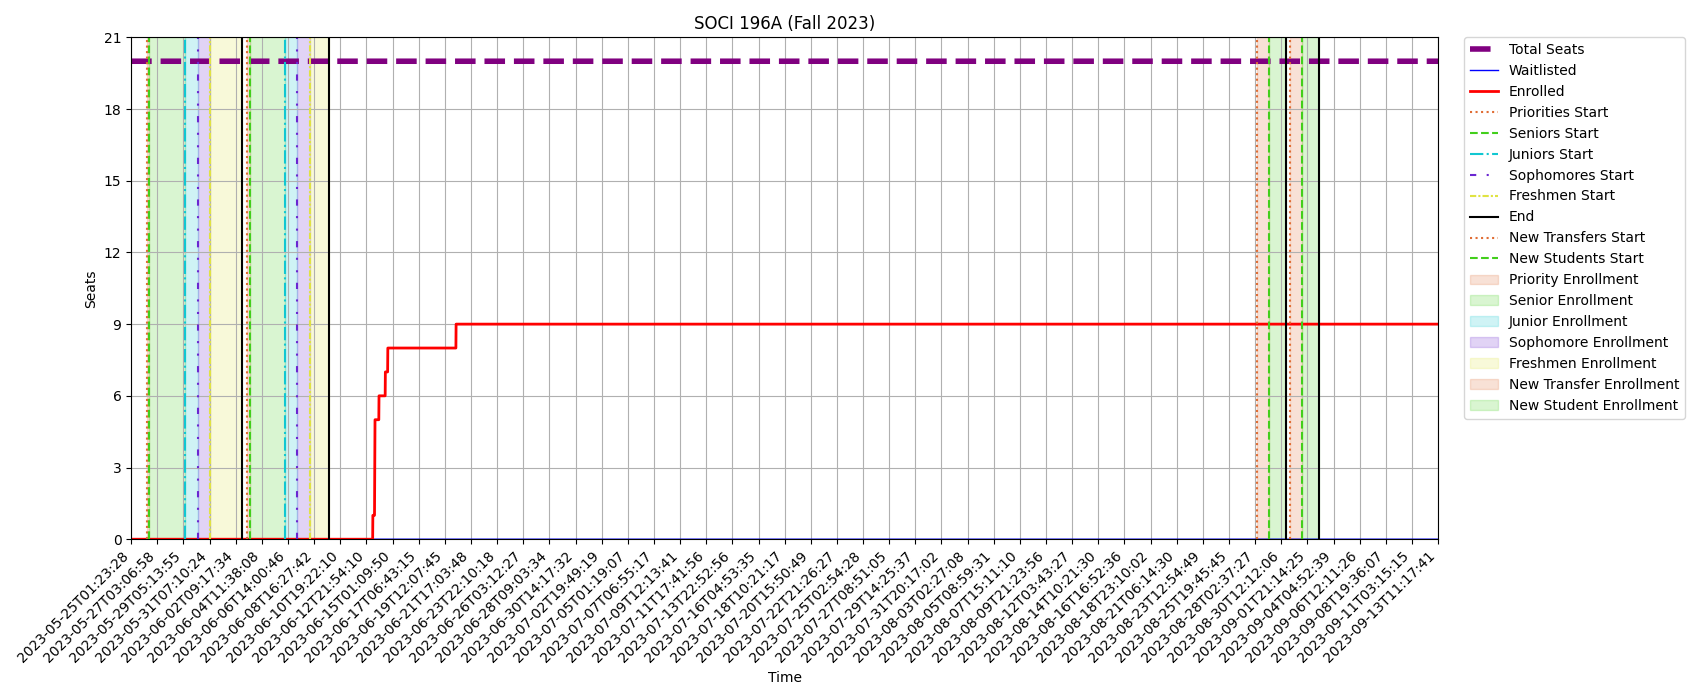 SOCI 196A (Fall 2023)
21
18
15
12
9
6
3
0
Seats
2023-05-25T01:23:28
2023-05-27T03:06:58
2023-05-29T05:13:55
2023-05-31T07:10:24
2023-06-02T09:17:34
2023-06-04T11:38:08
2023-06-06T14:00:46
2023-06-08T16:27:42
2023-06-10T19:22:10
2023-06-12T21:54:10
2023-06-15T01:09:50
2023-06-17T06:43:15
2023-06-19T12:07:45
2023-06-21T17:03:48
2023-06-23T22:10:18
2023-06-26T03:12:27
2023-06-28T09:03:34
2023-06-30T14:17:32
2023-07-02T19:49:19
2023-07-05T01:19:07
2023-07-07T06:55:17
2023-07-09T12:13:41
2023-07-11T17:41:56
2023-07-13T22:52:56
2023-07-16T04:53:35
2023-07-18T10:21:17
2023-07-20T15:50:49
2023-07-22T21:26:27
2023-07-25T02:54:28
2023-07-27T08:51:05
2023-07-29T14:25:37
2023-07-31T20:17:02
2023-08-03T02:27:08
2023-08-05T08:59:31
2023-08-07T15:11:10
2023-08-09T21:23:56
2023-08-12T03:43:27
2023-08-14T10:21:30
2023-08-16T16:52:36
2023-08-18T23:10:02
2023-08-21T06:14:30
2023-08-23T12:54:49
2023-08-25T19:45:45
2023-08-28T02:37:27
2023-08-30T12:12:06
2023-09-01T21:14:25
2023-09-04T04:52:39
2023-09-06T12:11:26
2023-09-08T19:36:07
2023-09-11T03:15:15
2023-09-13T11:17:41
Time
Total Seats
Waitlisted
Enrolled
Priorities Start
Seniors Start
Juniors Start
Sophomores Start
Freshmen Start
End
New Transfers Start
New Students Start
Priority Enrollment
Senior Enrollment
Junior Enrollment
Sophomore Enrollment
Freshmen Enrollment
New Transfer Enrollment
New Student Enrollment